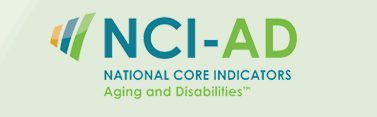 NCI-AD
NATIONAL CORE INDICATORS
Aging and Disabilities™